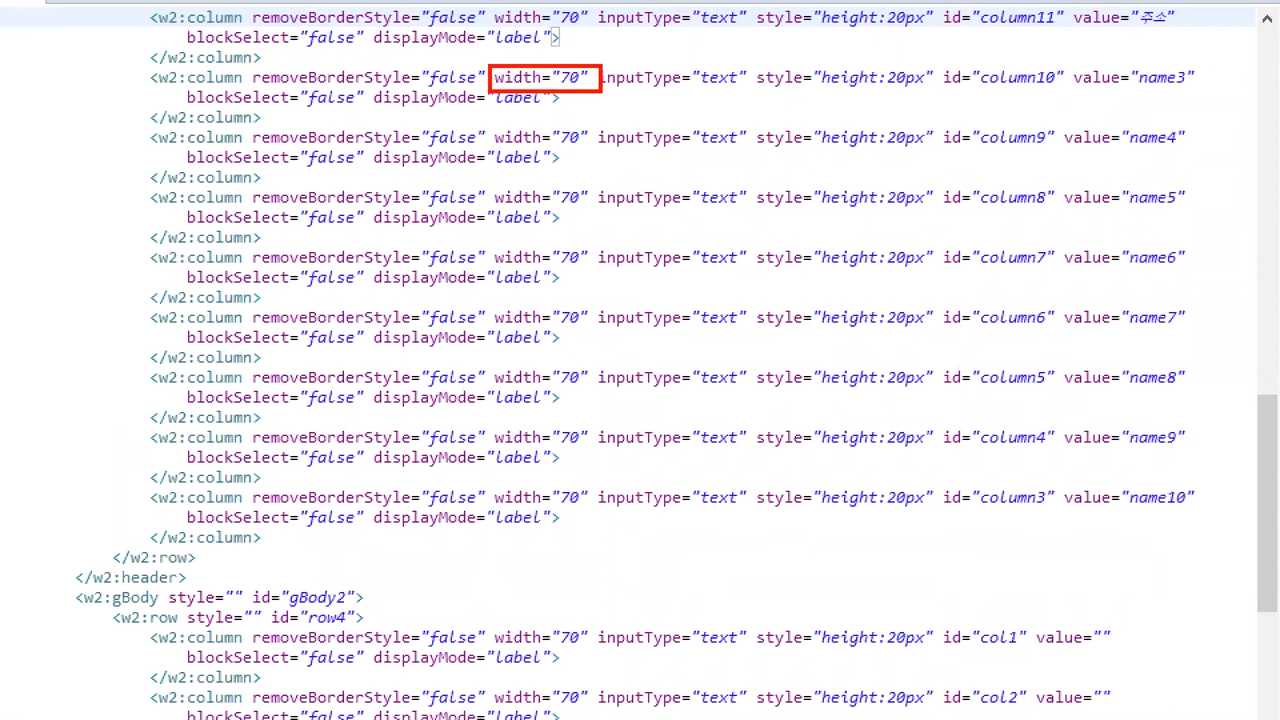 <w2:column removeBorderStyle="false" width="70" inputType="text" style="height:20px" id="column11" value="주소"
blockSelect="false" displayMode="label">
</w2:column>
<w2:column removeBorderStyle="false" width="70" inputType="text" style="height:20px" id="column10" value="name3"
blockSelect="false" displayMode="label">
</w2:column>
<w2:column removeBorderStyle="false" width="70" inputType="text" style="height:20px" id="column9" value="name4"
blockSelect="false" displayMode="label">
</w2:column>
<w2:column removeBorderStyle="false" width="70" inputType="text" style="height:20px" id="column8" value="name5"
blockSelect="false" displayMode="label">
</w2:column>
<w2:column removeBorderStyle="false" width="70" inputType="text" style="height:20px" id="column7" value="name6"
blockSelect="false" displayMode="label">
</w2:column>
<w2:column removeBorderStyle="false" width="70" inputType="text" style="height:20px" id="column6" value="name7"
blockSelect="false" displayMode="label">
</w2:column>
<w2:column removeBorderStyle="false" width="70" inputType="text" style="height:20px" id="column5" value="name8"
blockSelect="false" displayMode="label">
</w2:column>
<w2:column removeBorderStyle="false" width="70" inputType="text" style="height:20px" id="column4" value="name9"
blockSelect="false" displayMode="label">
</w2:column>
<w2:column removeBorderStyle="false" width="70" inputType="text" style="height:20px" id="column3" value="name10"
blockSelect="false" displayMode="label">
</w2:column>
</w2:row>
</w2:header>
<w2:gBody style="" id="gBody2">
<w2:row style="" id="row4">
<w2:column removeBorderStyle="false" width="70" inputType="text" style="height:20px" id="col1" value=""
blockSelect="false" displayMode="label">
</w2:column>
<w2:column removeBorderStyle="false" width="70" inputType="text" style="height:20px" id="col2" value=""
blockSelect="false" displayMode="label">